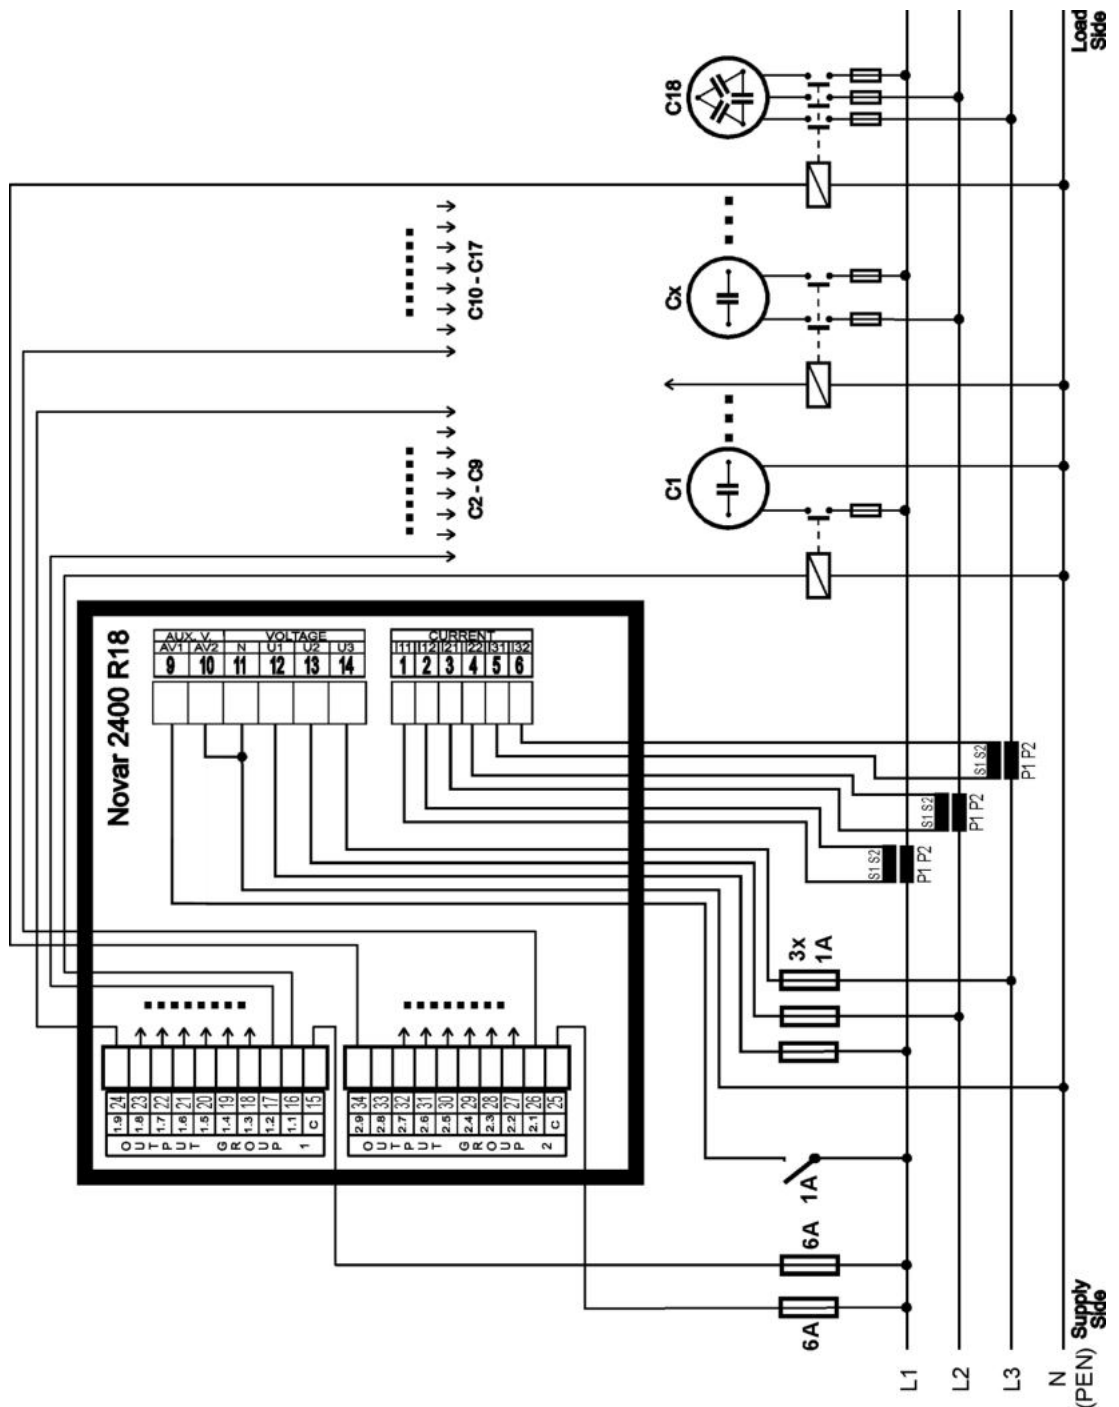 Load
Side
C18
C10 - C17
Cx
C2 - C9
C1
Novar 2400 R18
AUX. V. VOLTAGE
AV1 AV2 N U1 U2 U3
9 10 11 12 13 14
CURRENT
I11 I12 I21 I22 I31 I32
1 2 3 4 5 6
S1 S2
P1 P2
S1 S2
P1 P2
S1 S2
P1 P2
3x
1A
24 23 22 21 20 19 18 17 16 15
1.9 1.8 1.7 1.6 1.5 1.4 1.3 1.2 1.1 C
OUTPUT GROUP 1
34 33 32 31 30 29 28 27 26 25
2.9 2.8 2.7 2.6 2.5 2.4 2.3 2.2 2.1 C
OUTPUT GROUP 2
1A
6A
6A
L1
L2
L3
N
(PEN)
Supply
Side